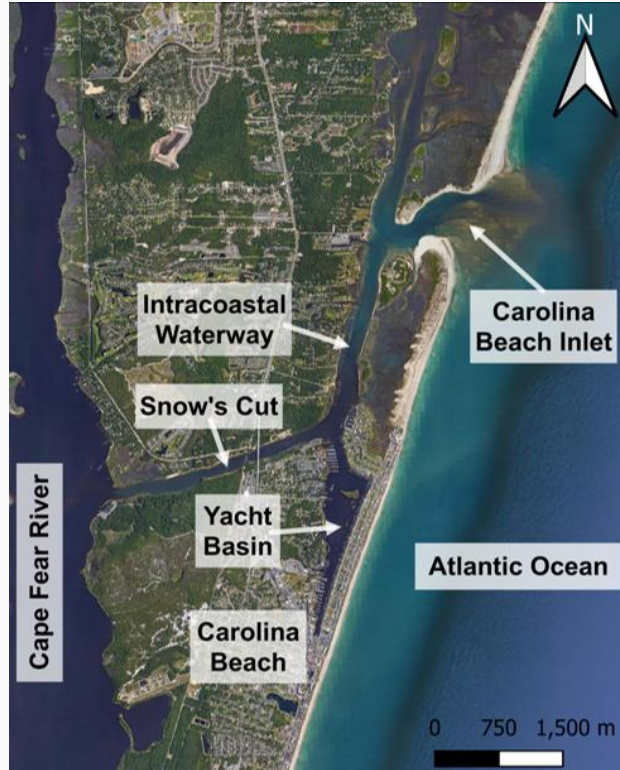 N
Intracoastal
Waterway
Carolina
Beach Inlet
Snow's Cut
Yacht
Basin
Cape Fear River
Atlantic Ocean
Carolina
Beach
0 750 1,500 m